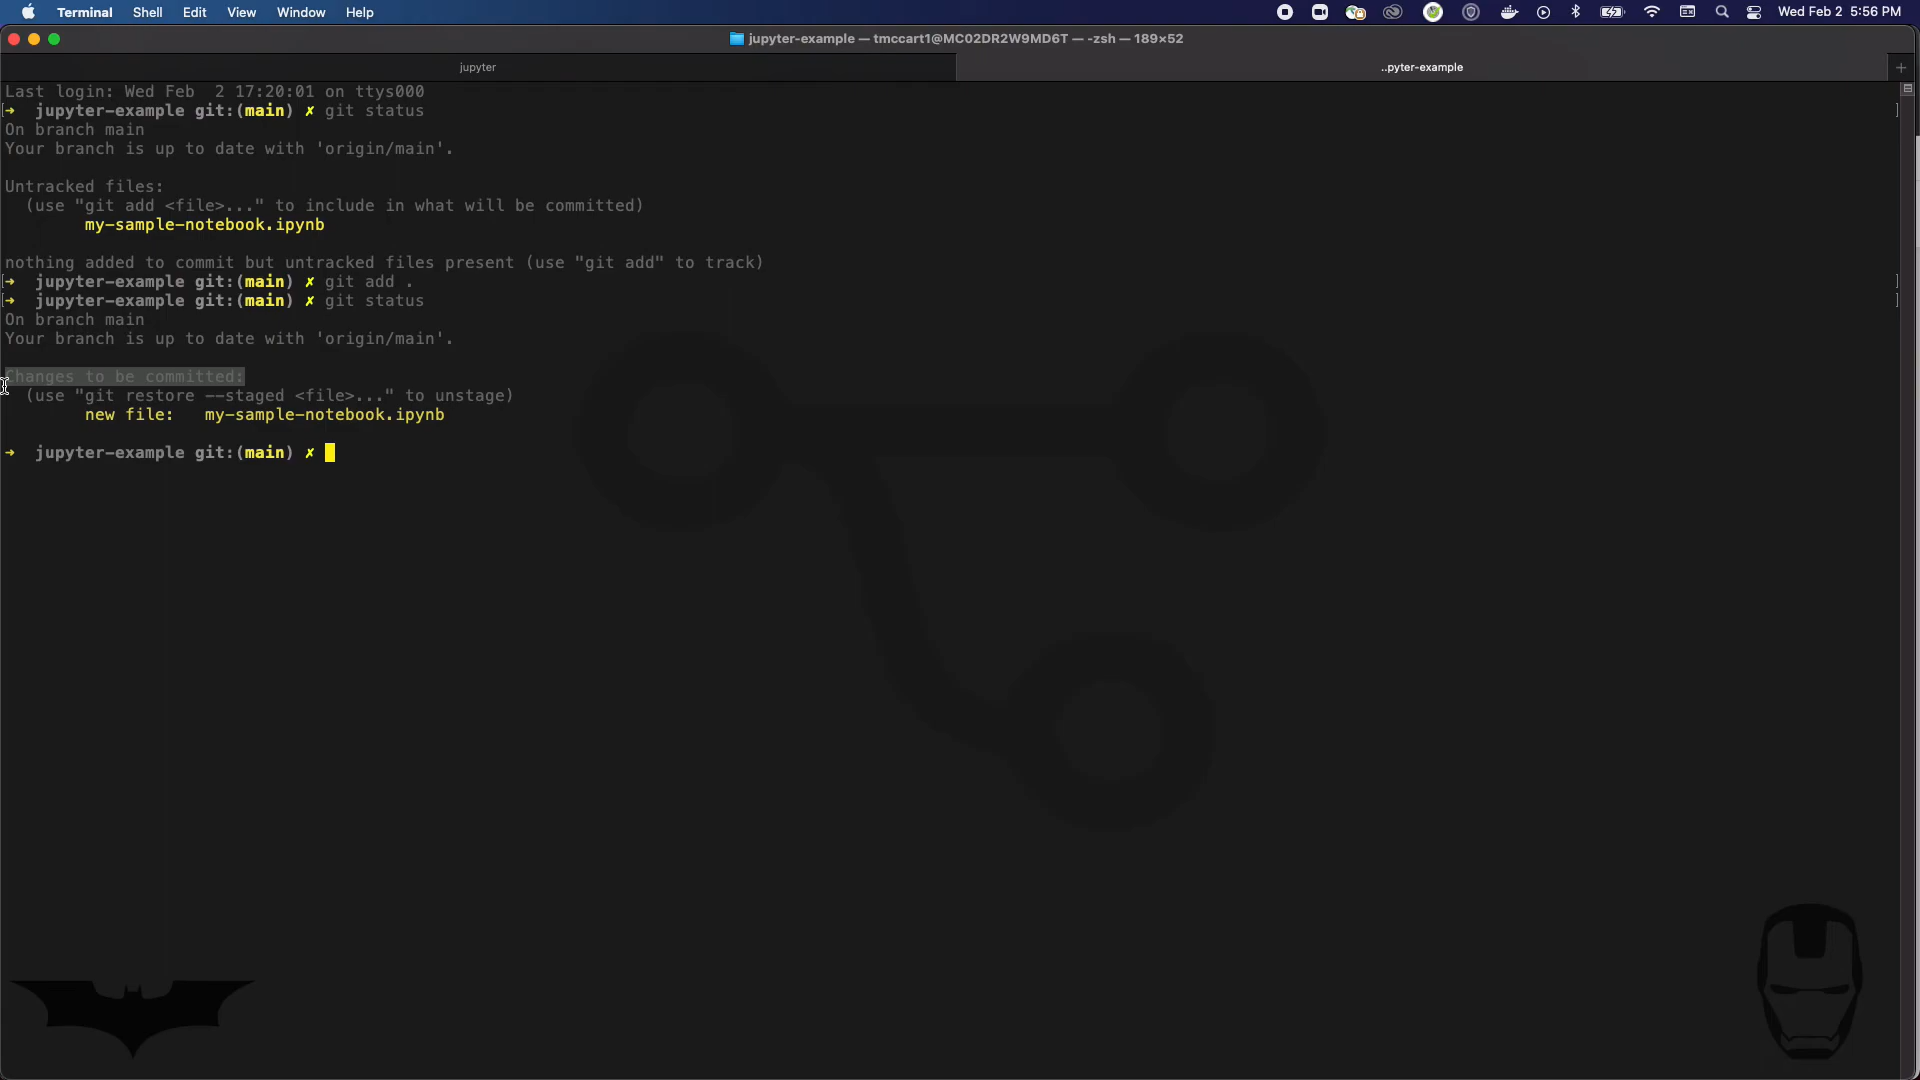 Terminal Shell Edit View Window Help Wed Feb 2 5:56 PM
jupyter-example — tmccart1@MC02DR2W9MD6T — -zsh — 189×52
jupyter ..pyter-example +
Last login: Wed Feb  2 17:20:01 on ttys000
[➜  jupyter-example git:(main) ✗ git status ]
On branch main
Your branch is up to date with 'origin/main'.
Untracked files:
(use "git add <file>..." to include in what will be committed)
my-sample-notebook.ipynb
nothing added to commit but untracked files present (use "git add" to track)
[➜  jupyter-example git:(main) ✗ git add . ]
[➜  jupyter-example git:(main) ✗ git status ]
On branch main
Your branch is up to date with 'origin/main'.
Changes to be committed:
(use "git restore --staged <file>..." to unstage)
new file:   my-sample-notebook.ipynb
➜  jupyter-example git:(main) ✗